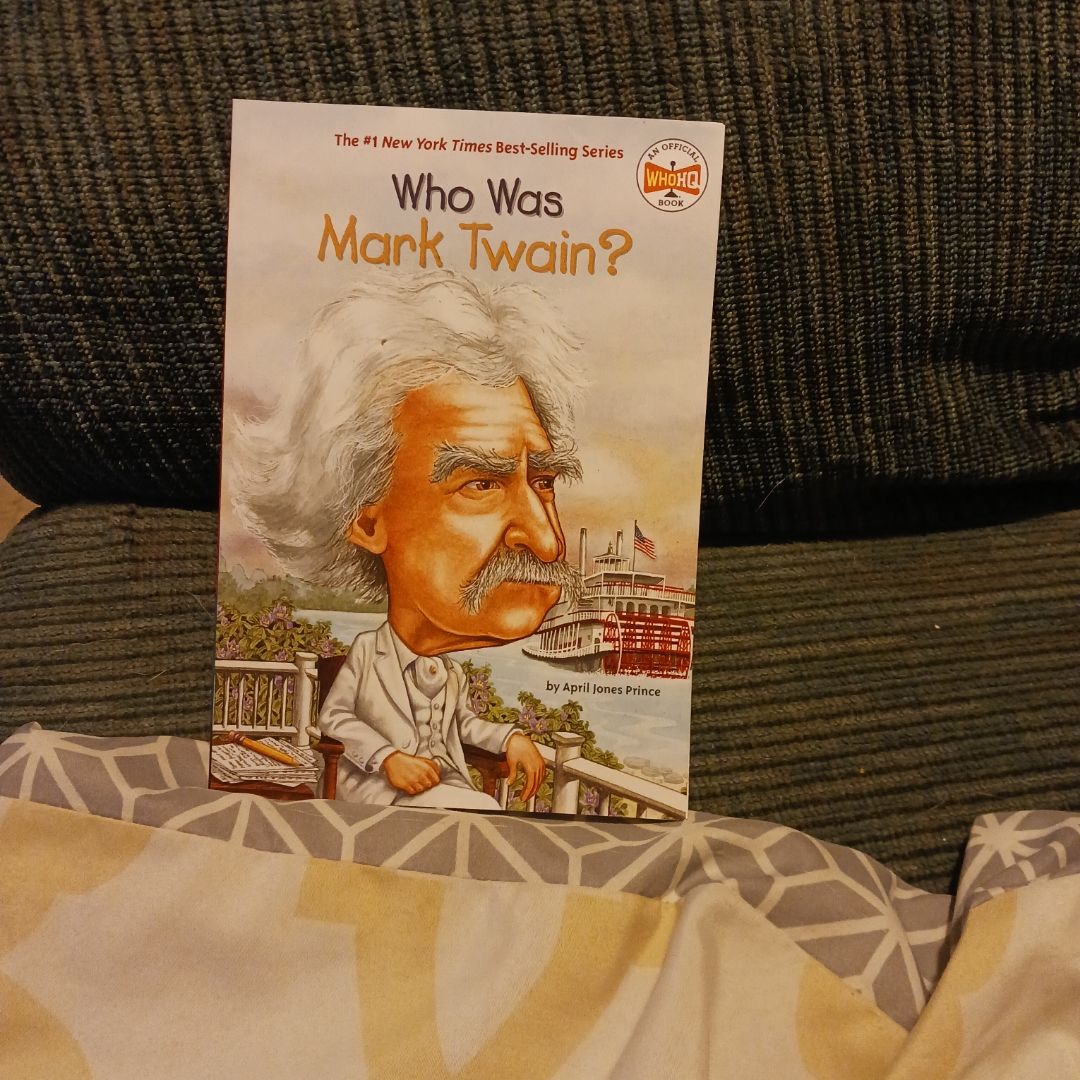 The #1 New York Times Best-Selling Series
AN OFFICIAL
WHOHQ
BOOK
Who Was
Mark Twain?
by April Jones Prince